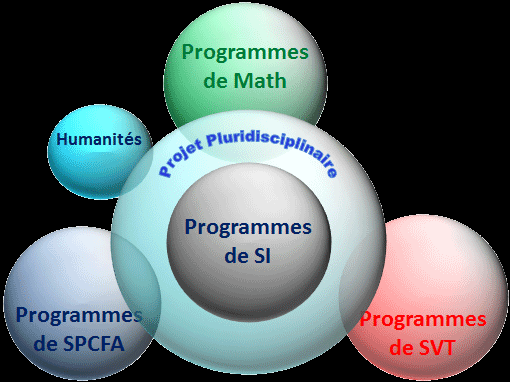 Programmes
de Math
Humanités
Projet Pluridisciplinaire
Programmes
de SI
Programmes
de SPCFA
Programmes
de SVT